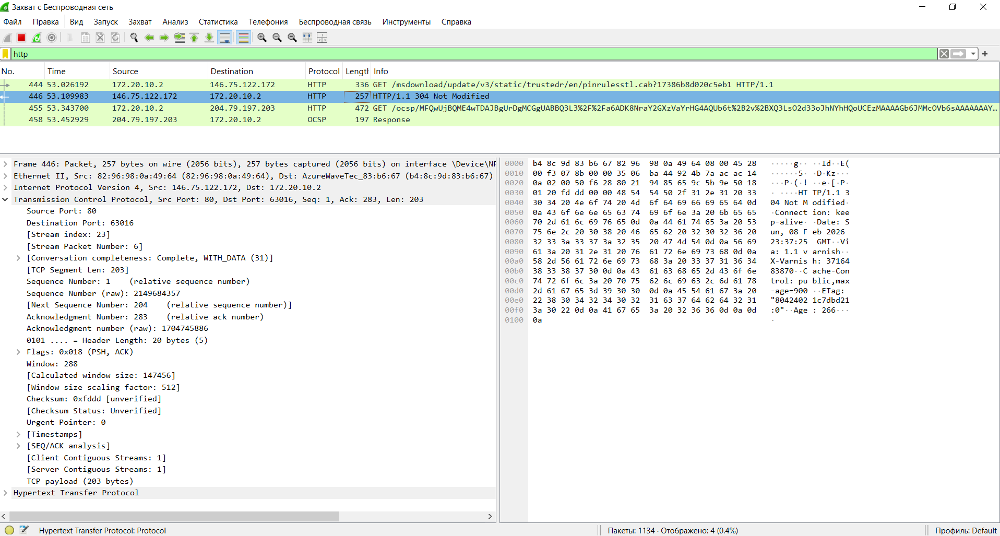 Захват с Беспроводная сеть
Файл Правка Вид Запуск Захват Анализ Статистика Телефония Беспроводная связь Инструменты Справка
http
No. Time Source Destination Protocol Length Info
444 53.026192 172.20.10.2 146.75.122.172 HTTP 336 GET /msdownload/update/v3/static/trustedr/en/pinrulesstl.cab?17386b8d020c5eb1 HTTP/1.1
446 53.109983 146.75.122.172 172.20.10.2 HTTP 257 HTTP/1.1 304 Not Modified
455 53.343700 172.20.10.2 204.79.197.203 HTTP 472 GET /ocsp/MFQwUjBQME4wTDAJBgUrDgMCGgUABBQ3L3%2F%2Fa6ADK8NraY2GXzVaYrHG4AQUb6t%2B2v%2BXQ3LsO2d33oJhNYhHQoUCEzMAAAAGb6JMMcOVb6sAAAAAAAY…
458 53.452929 204.79.197.203 172.20.10.2 OCSP 197 Response
Frame 446: Packet, 257 bytes on wire (2056 bits), 257 bytes captured (2056 bits) on interface \Device\NP
Ethernet II, Src: 82:96:98:0a:49:64 (82:96:98:0a:49:64), Dst: AzureWaveTec_83:b6:67 (b4:8c:9d:83:b6:67)
Internet Protocol Version 4, Src: 146.75.122.172, Dst: 172.20.10.2
Transmission Control Protocol, Src Port: 80, Dst Port: 63016, Seq: 1, Ack: 283, Len: 203
Source Port: 80
Destination Port: 63016
[Stream index: 23]
[Stream Packet Number: 6]
[Conversation completeness: Complete, WITH_DATA (31)]
[TCP Segment Len: 203]
Sequence Number: 1 (relative sequence number)
Sequence Number (raw): 2149684357
[Next Sequence Number: 204 (relative sequence number)]
Acknowledgment Number: 283 (relative ack number)
Acknowledgment number (raw): 1704745886
0101 .... = Header Length: 20 bytes (5)
Flags: 0x018 (PSH, ACK)
Window: 288
[Calculated window size: 147456]
[Window size scaling factor: 512]
Checksum: 0xfddd [unverified]
[Checksum Status: Unverified]
Urgent Pointer: 0
[Timestamps]
[SEQ/ACK analysis]
[Client Contiguous Streams: 1]
[Server Contiguous Streams: 1]
TCP payload (203 bytes)
Hypertext Transfer Protocol
0000 b4 8c 9d 83 b6 67 82 96 98 0a 49 64 08 00 45 28 ·····g·· ··Id··E(
0010 00 f3 07 8b 00 00 35 06 ba 44 92 4b 7a ac ac 14 ······5· ·D·Kz···
0020 0a 02 00 50 f6 28 80 21 94 85 65 9c 5b 9e 50 18 ···P·(·! ··e·[·P·
0030 01 20 fd dd 00 00 48 54 54 50 2f 31 2e 31 20 33 · ····HT TP/1.1 3
0040 30 34 20 4e 6f 74 20 4d 6f 64 69 66 69 65 64 0d 04 Not M odified·
0050 0a 43 6f 6e 6e 65 63 74 69 6f 6e 3a 20 6b 65 65 ·Connect ion: kee
0060 70 2d 61 6c 69 76 65 0d 0a 44 61 74 65 3a 20 53 p-alive· ·Date: S
0070 75 6e 2c 20 30 38 20 46 65 62 20 32 30 32 36 20 un, 08 F eb 2026
0080 32 33 3a 33 37 3a 32 35 20 47 4d 54 0d 0a 56 69 23:37:25 GMT··Vi
0090 61 3a 20 31 2e 31 20 76 61 72 6e 69 73 68 0d 0a a: 1.1 v arnish··
00a0 58 2d 56 61 72 6e 69 73 68 3a 20 33 37 31 36 34 X-Varnis h: 37164
00b0 38 33 38 37 30 0d 0a 43 61 63 68 65 2d 43 6f 6e 83870··C ache-Con
00c0 74 72 6f 6c 3a 20 70 75 62 6c 69 63 2c 6d 61 78 trol: pu blic,max
00d0 2d 61 67 65 3d 39 30 30 0d 0a 45 54 61 67 3a 20 -age=900 ··ETag:
00e0 22 38 30 34 32 34 30 32 31 63 37 64 62 64 32 31 "8042402 1c7dbd21
00f0 3a 30 22 0d 0a 41 67 65 3a 20 32 36 36 0d 0a 0d :0"··Age : 266···
0100 0a ·
Hypertext Transfer Protocol: Protocol
Пакеты: 1134 · Отображено: 4 (0.4%)
Профиль: Default